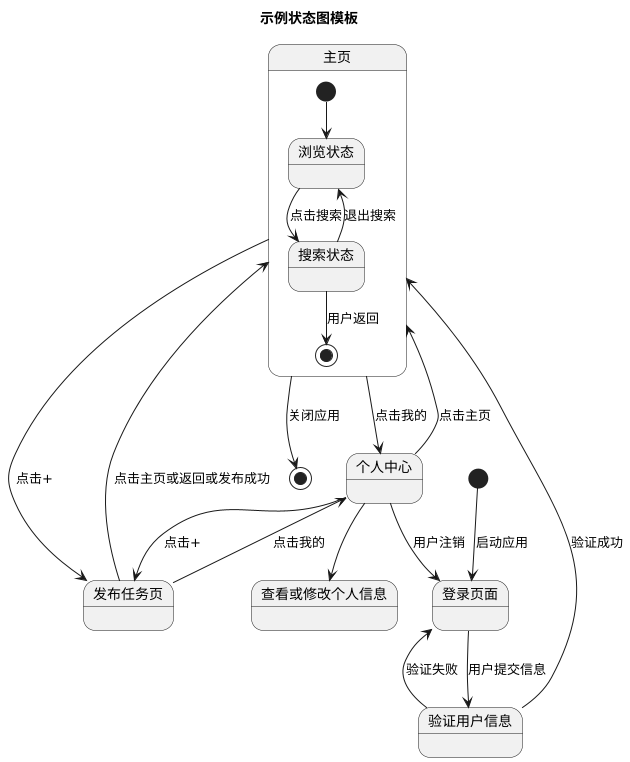 示例状态图模板
主页
浏览状态
点击搜索
退出搜索
搜索状态
用户返回
关闭应用
点击我的
点击主页
个人中心
点击+
点击主页或返回或发布成功
点击+
点击我的
用户注销
启动应用
验证成功
发布任务页
查看或修改个人信息
登录页面
验证失败
用户提交信息
验证用户信息